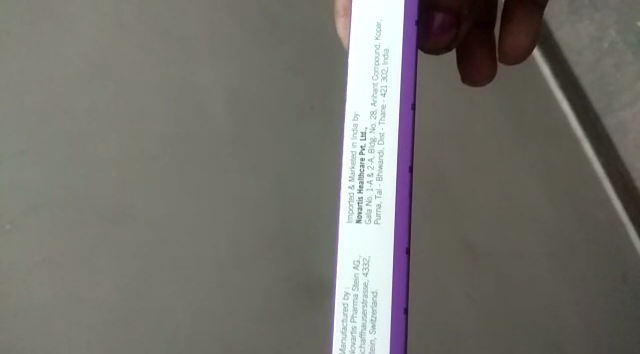 Manufactured by :
Novartis Pharma Stein AG.,
Schaffhauserstrasse, 4332,
Stein, Switzerland.
Imported & Marketed in India by:
Novartis Healthcare Pvt. Ltd.,
Gala No. 1-A & 2-A, Bldg. No. 28, Arihant Compound, Kopar,
Purna, Tal - Bhiwandi, Dist - Thane - 421 302, India.